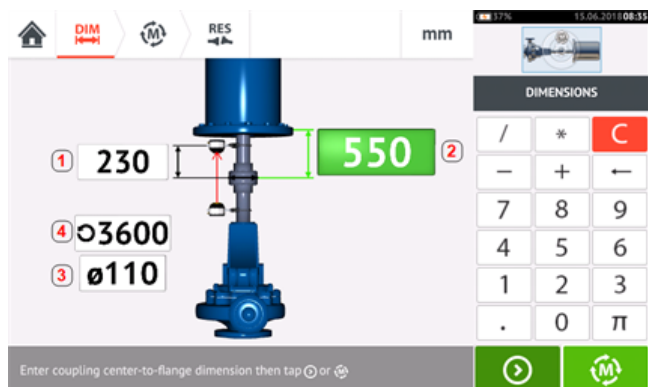 37% 15.06.2018 08:35
DIM
M
RES
mm
DIMENSIONS
1 230
550 2
4 3600
3 ø110
/ * C
− + ←
7 8 9
4 5 6
1 2 3
. 0 π
Enter coupling center-to-flange dimension then tap or M
M